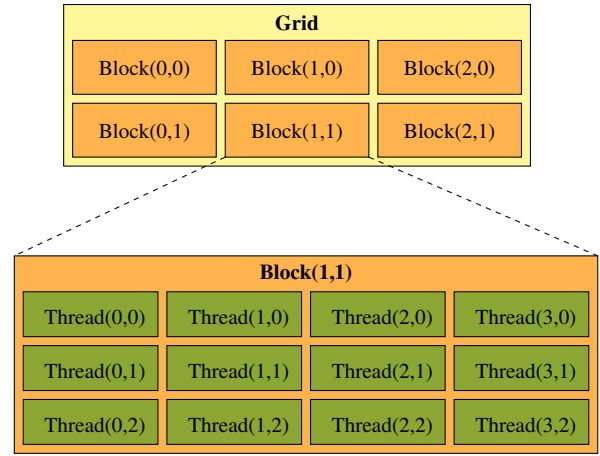 Grid
Block(0,0) Block(1,0) Block(2,0)
Block(0,1) Block(1,1) Block(2,1)
Block(1,1)
Thread(0,0) Thread(1,0) Thread(2,0) Thread(3,0)
Thread(0,1) Thread(1,1) Thread(2,1) Thread(3,1)
Thread(0,2) Thread(1,2) Thread(2,2) Thread(3,2)